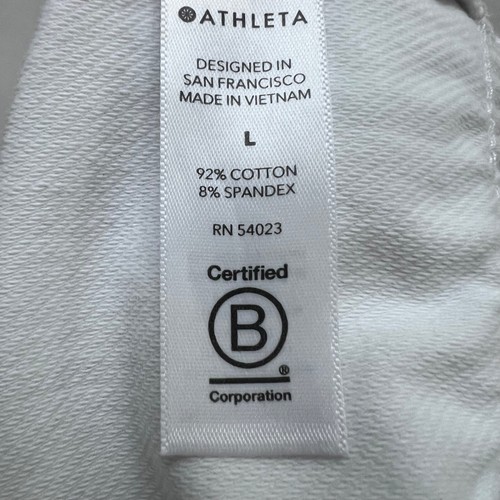 ATHLETA
DESIGNED IN
SAN FRANCISCO
MADE IN VIETNAM
L
92% COTTON
8% SPANDEX
RN 54023
Certified
B
®
Corporation